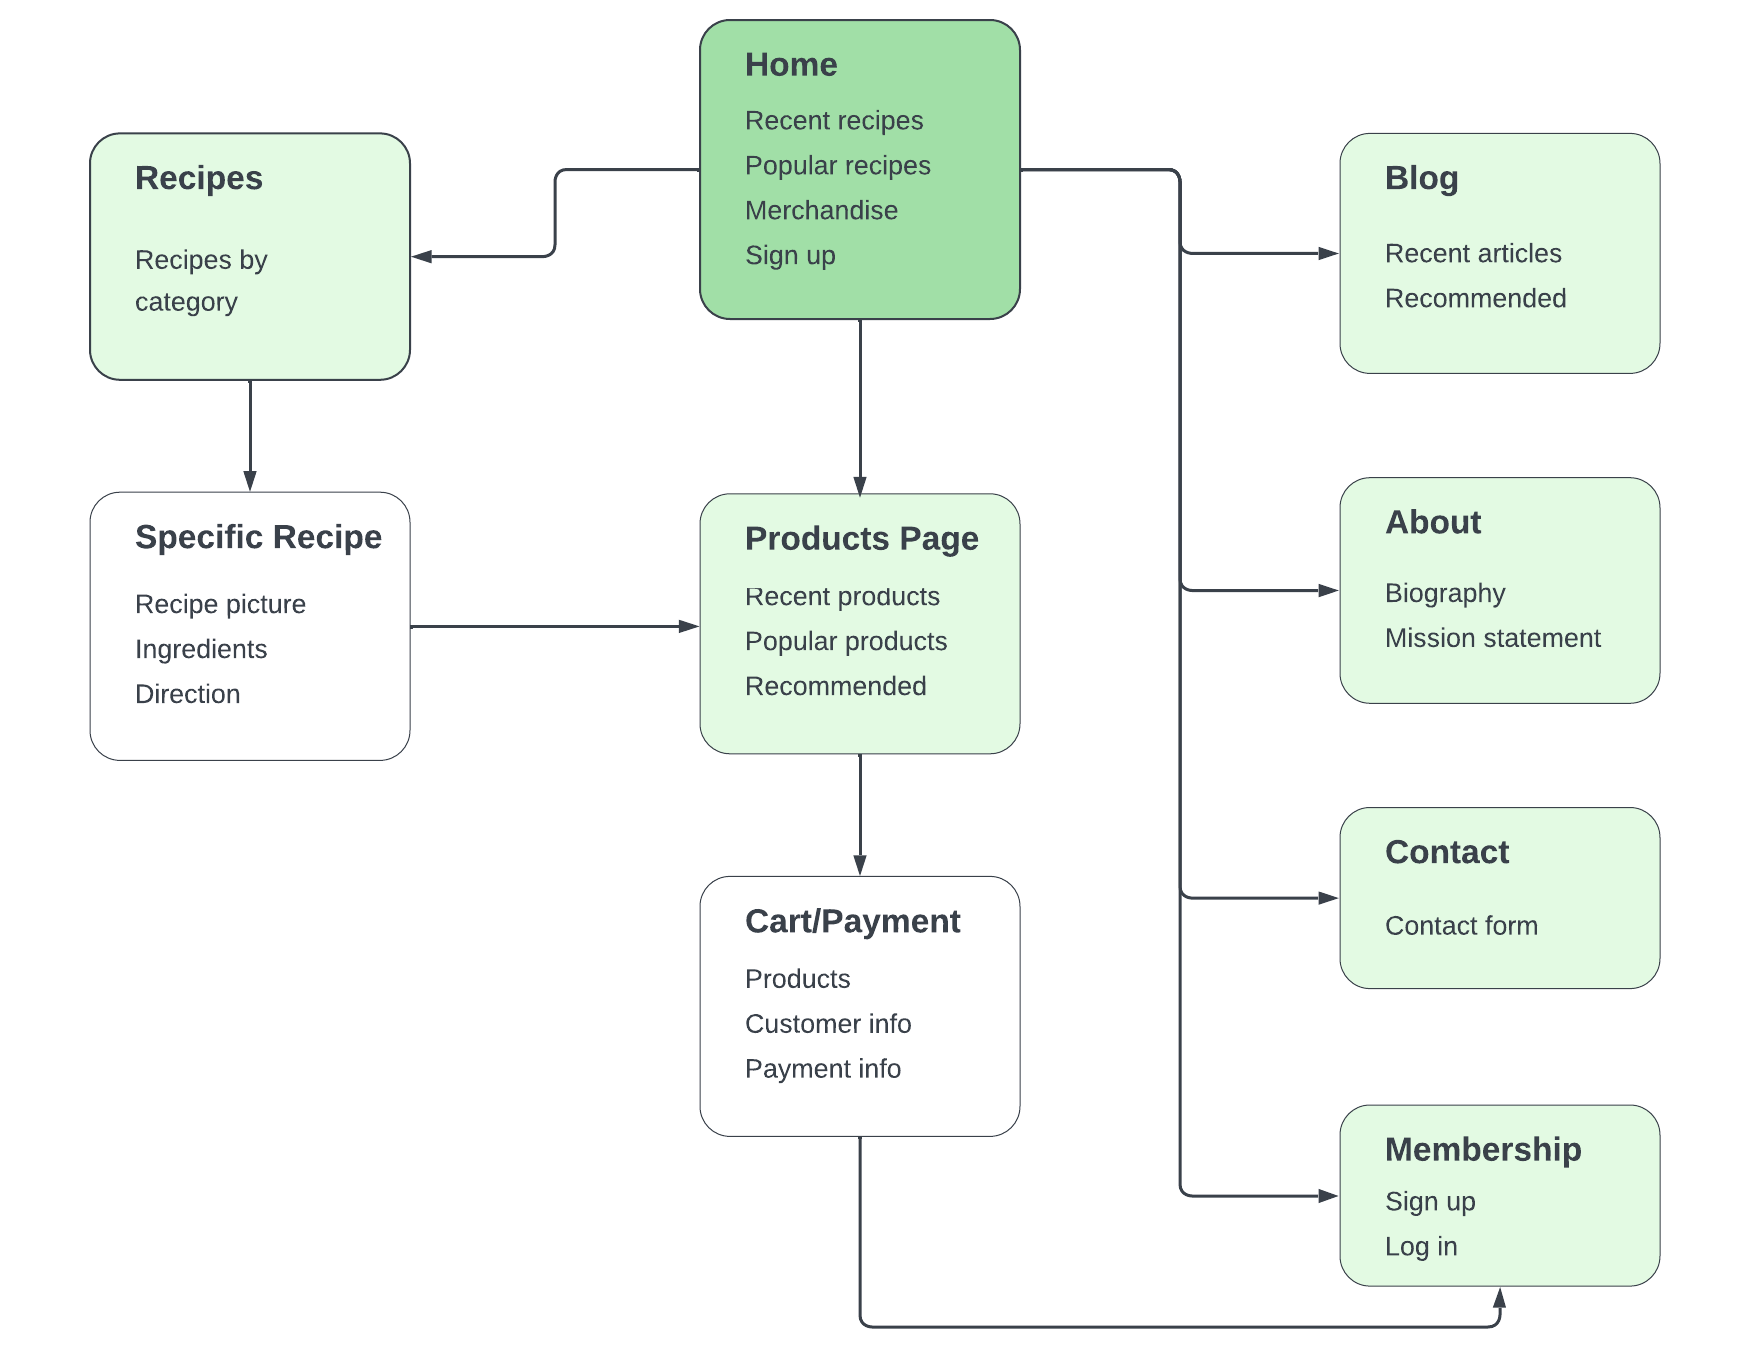 Home
Recent recipes
Popular recipes
Merchandise
Sign up
Recipes
Recipes by
category
Blog
Recent articles
Recommended
Specific Recipe
Recipe picture
Ingredients
Direction
Products Page
Recent products
Popular products
Recommended
About
Biography
Mission statement
Cart/Payment
Products
Customer info
Payment info
Contact
Contact form
Membership
Sign up
Log in